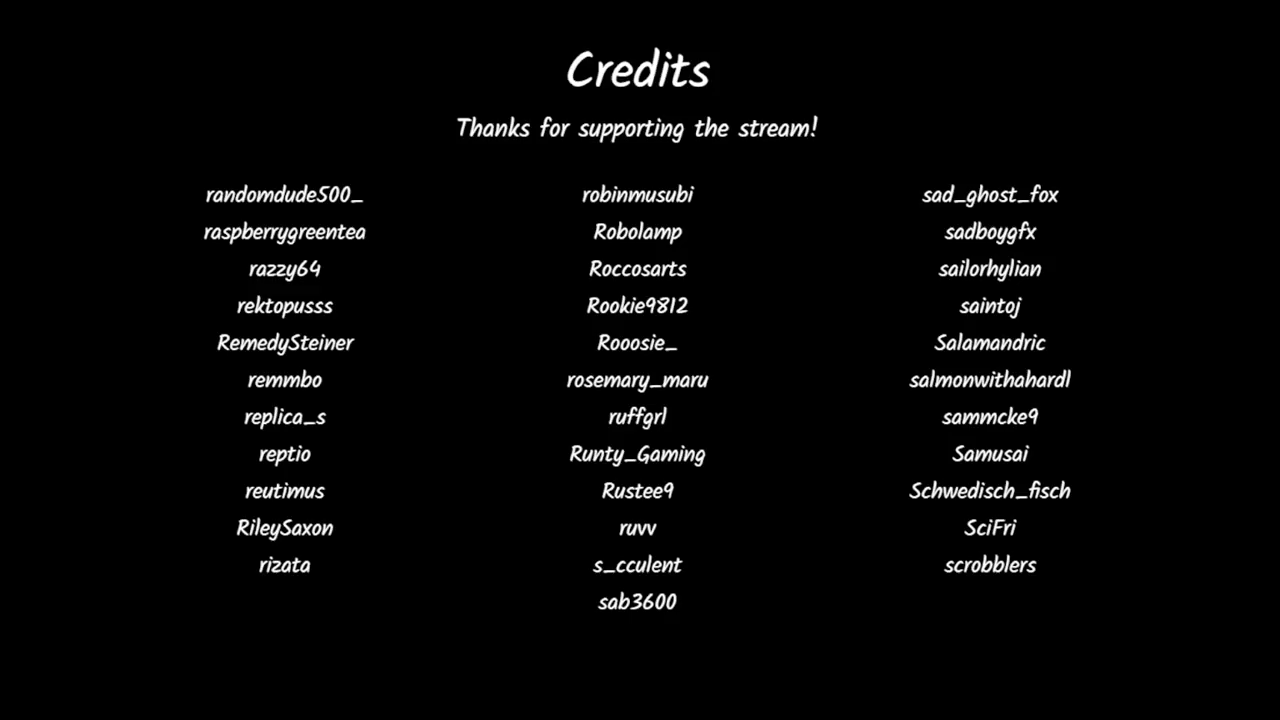 Credits
Thanks for supporting the stream!
randomdude500_
raspberrygreentea
razzy64
rektopusss
RemedySteiner
remmbo
replica_s
reptio
reutimus
RileySaxon
rizata
robinmusubi
Robolamp
Roccosarts
Rookie9812
Rooosie_
rosemary_maru
ruffgrl
Runty_Gaming
Rustee9
ruvv
s_cculent
sab3600
sad_ghost_fox
sadboygfx
sailorhylian
saintoj
Salamandric
salmonwithahardl
sammcke9
Samusai
Schwedisch_fisch
SciFri
scrobblers